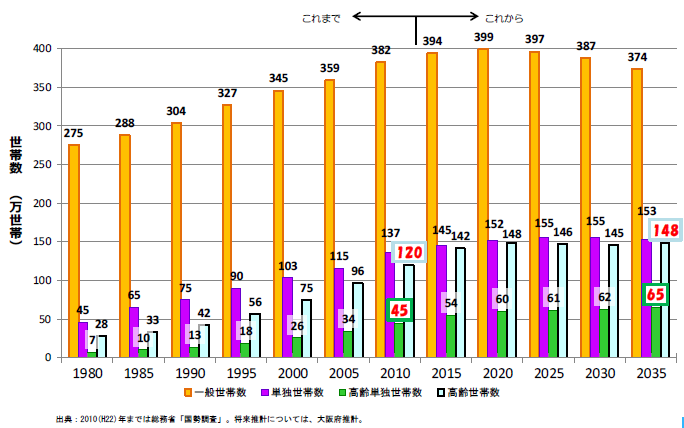 これまで これから
世帯数 (万世帯)
400
350
300
250
200
150
100
50
0
275 288 304 327 345 359 382 394 399 397 387 374
45 65 75 90 103 115 137 145 152 155 155 153
7 10 13 18 26 34 45 54 60 61 62 65
28 33 42 56 75 96 120 142 148 146 145 148
1980 1985 1990 1995 2000 2005 2010 2015 2020 2025 2030 2035
一般世帯数 単独世帯数 高齢単独世帯数 高齢世帯数
出典:2010(H22)年までは総務省「国勢調査」。将来推計については、大阪府推計。